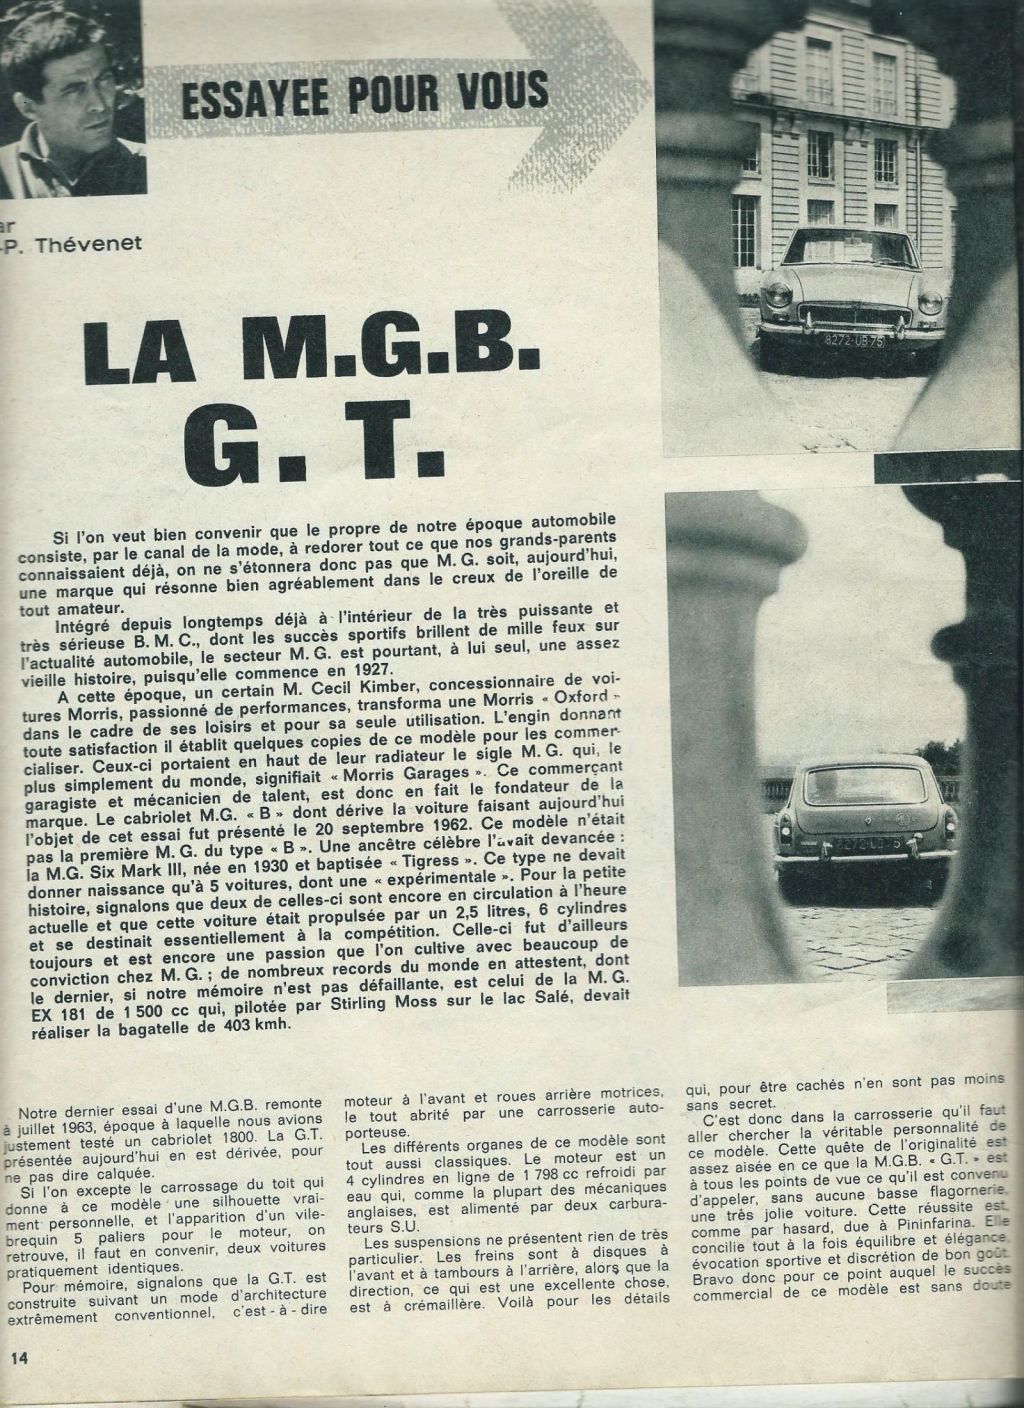 ESSAYEE POUR VOUS
ar
-P. Thévenet
LA M.G.B.
G. T.
8272-UB-75
Si l'on veut bien convenir que le propre de notre époque automobile
consiste, par le canal de la mode, à redorer tout ce que nos grands-parents
connaissaient déjà, on ne s'étonnera donc pas que M. G. soit, aujourd'hui,
une marque qui résonne bien agréablement dans le creux de l'oreille de
tout amateur.
Intégré depuis longtemps déjà à l'intérieur de la très puissante et
très sérieuse B. M. C., dont les succès sportifs brillent de mille feux sur
l'actualité automobile, le secteur M. G. est pourtant, à lui seul, une assez
vieille histoire, puisqu'elle commence en 1927.
A cette époque, un certain M. Cecil Kimber, concessionnaire de voi-
tures Morris, passionné de performances, transforma une Morris « Oxford »
dans le cadre de ses loisirs et pour sa seule utilisation. L'engin donnant
toute satisfaction il établit quelques copies de ce modèle pour les commer-
cialiser. Ceux-ci portaient en haut de leur radiateur le sigle M. G. qui, le
plus simplement du monde, signifiait « Morris Garages ». Ce commerçant
garagiste et mécanicien de talent, est donc en fait le fondateur de la
marque. Le cabriolet M.G. « B » dont dérive la voiture faisant aujourd'hui
l'objet de cet essai fut présenté le 20 septembre 1962. Ce modèle n'était
pas la première M. G. du type « B ». Une ancêtre célèbre l'avait devancée :
la M.G. Six Mark III, née en 1930 et baptisée « Tigress ». Ce type ne devait
donner naissance qu'à 5 voitures, dont une « expérimentale ». Pour la petite
histoire, signalons que deux de celles-ci sont encore en circulation à l'heure
actuelle et que cette voiture était propulsée par un 2,5 litres, 6 cylindres
et se destinait essentiellement à la compétition. Celle-ci fut d'ailleurs
toujours et est encore une passion que l'on cultive avec beaucoup de
conviction chez M. G. ; de nombreux records du monde en attestent, dont
le dernier, si notre mémoire n'est pas défaillante, est celui de la M. G.
EX 181 de 1 500 cc qui, pilotée par Stirling Moss sur le lac Salé, devait
réaliser la bagatelle de 403 kmh.
8272 UB 75
Notre dernier essai d'une M.G.B. remonte
à juillet 1963, époque à laquelle nous avions
justement testé un cabriolet 1800. La G.T.
présentée aujourd'hui en est dérivée, pour
ne pas dire calquée.
Si l'on excepte le carrossage du toit qui
donne à ce modèle une silhouette vrai-
ment personnelle, et l'apparition d'un vile-
brequin 5 paliers pour le moteur, on
retrouve, il faut en convenir, deux voitures
pratiquement identiques.
Pour mémoire, signalons que la G.T. est
construite suivant un mode d'architecture
extrêmement conventionnel, c'est - à - dire
moteur à l'avant et roues arrière motrices,
le tout abrité par une carrosserie auto-
porteuse.
Les différents organes de ce modèle sont
tout aussi classiques. Le moteur est un
4 cylindres en ligne de 1 798 cc refroidi par
eau qui, comme la plupart des mécaniques
anglaises, est alimenté par deux carbura-
teurs S.U.
Les suspensions ne présentent rien de très
particulier. Les freins sont à disques à
l'avant et à tambours à l'arrière, alors que la
direction, ce qui est une excellente chose,
est à crémaillère. Voilà pour les détails
qui, pour être cachés n'en sont pas moins
sans secret.
C'est donc dans la carrosserie qu'il faut
aller chercher la véritable personnalité de
ce modèle. Cette quête de l'originalité est
assez aisée en ce que la M.G.B. « G.T. » est
à tous les points de vue ce qu'il est convenu
d'appeler, sans aucune basse flagornerie,
une très jolie voiture. Cette réussite est,
comme par hasard, due à Pininfarina. Elle
concilie tout à la fois équilibre et élégance,
évocation sportive et discrétion de bon goût.
Bravo donc pour ce point auquel le succès
commercial de ce modèle est sans doute
14